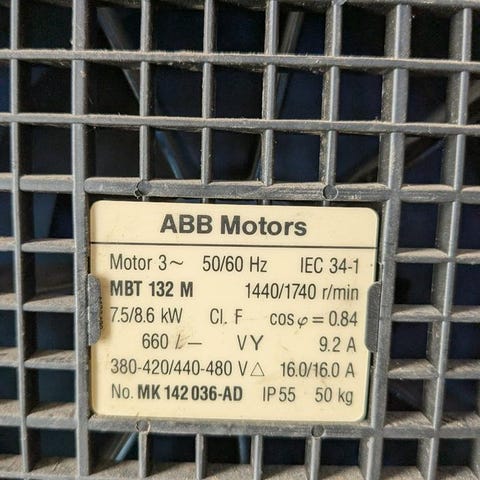 ABB Motors
Motor 3~ 50/60 Hz IEC 34-1
MBT 132 M 1440/1740 r/min
7.5/8.6 kW Cl. F cos φ = 0.84
660 – V Y 9.2 A
380-420/440-480 V △ 16.0/16.0 A
No. MK 142 036-AD IP 55 50 kg